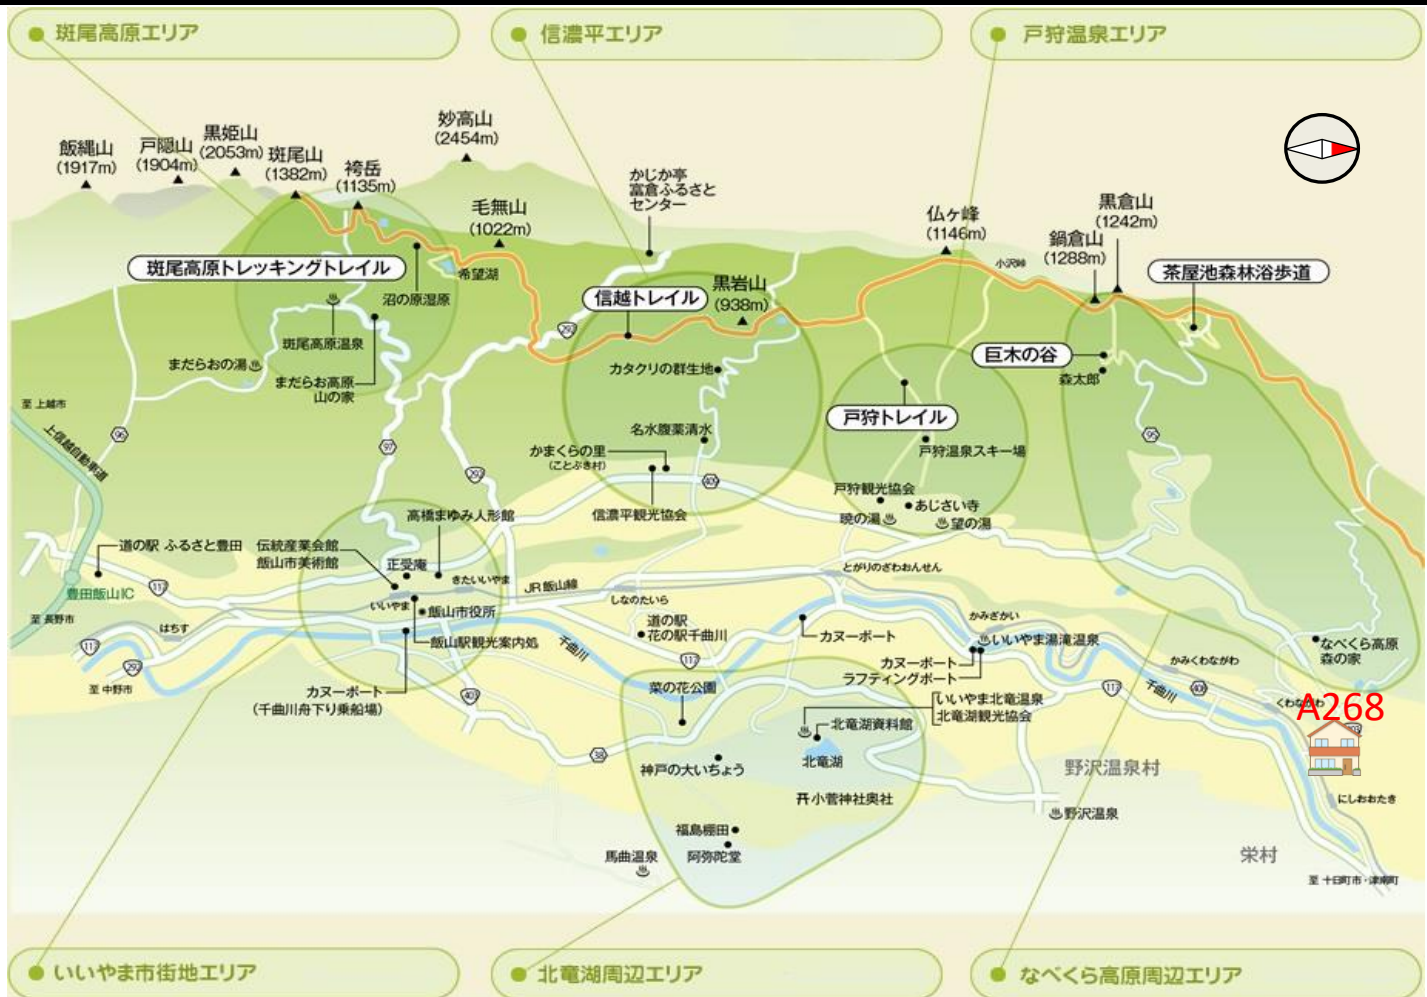 斑尾高原エリア
信濃平エリア
戸狩温泉エリア
妙高山
(2454m)
飯縄山
(1917m)
戸隠山
(1904m)
黒姫山
(2053m)
斑尾山
(1382m)
袴岳
(1135m)
毛無山
(1022m)
かじか亭
富倉ふるさと
センター
仏ヶ峰
(1146m)
黒倉山
(1242m)
鍋倉山
(1288m)
小沢峠
茶屋池森林浴歩道
斑尾高原トレッキングトレイル
希望湖
沼の原湿原
信越トレイル
黒岩山
(938m)
292
斑尾高原温泉
まだらおの湯
まだらお高原
山の家
カタクリの群生地
巨木の谷
森太郎
戸狩トレイル
至 上越市
上信越自動車道
96
97
292
95
名水腹薬清水
かまくらの里
(ことぶき村)
409
戸狩温泉スキー場
信濃平観光協会
戸狩観光協会
あじさい寺
暁の湯
望の湯
高橋まゆみ人形館
道の駅 ふるさと豊田
伝統産業会館
飯山市美術館
正受庵
きたいいやま
JR飯山線
とがりのざわおんせん
豊田飯山IC
117
いいやま
飯山市役所
しなのたいら
至 長野市
はちす
飯山駅観光案内処
道の駅
花の駅千曲川
千曲川
カヌーポート
かみさかい
いいやま湯滝温泉
なべくら高原
森の家
117
292
至 中野市
117
カヌーポート
ラフティングポート
かみくわながわ
カヌーポート
(千曲川舟下り乗船場)
403
菜の花公園
いいやま北竜温泉
北竜湖観光協会
117
千曲川
408
くわながわ
A268
北竜湖資料館
38
神戸の大いちょう
北竜湖
野沢温泉村
小菅神社奥社
野沢温泉
にしおおたき
福島棚田
阿弥陀堂
馬曲温泉
栄村
至 十日町市・津南町
いいやま市街地エリア
北竜湖周辺エリア
なべくら高原周辺エリア